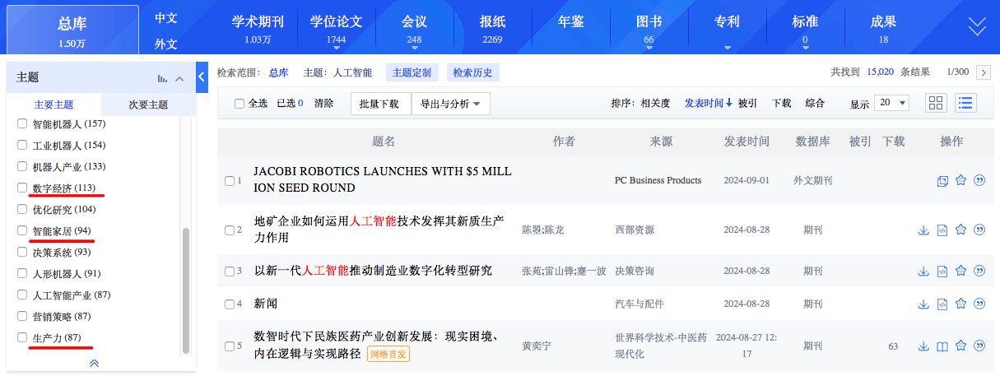 总库
1.50万
中文
外文
学术期刊
1.03万
学位论文
1744
会议
248
报纸
2269
年鉴
图书
66
专利
标准
0
成果
18
主题
主要主题 次要主题
智能机器人 (157)
工业机器人 (154)
机器人产业 (133)
数字经济 (113)
优化研究 (104)
智能家居 (94)
决策系统 (93)
人形机器人 (91)
人工智能产业 (87)
营销策略 (87)
生产力 (87)
检索范围: 总库 主题: 人工智能 主题定制 检索历史 共找到 15,020 条结果 1/300
全选 已选 0 清除 批量下载 导出与分析 排序: 相关度 发表时间 被引 下载 综合 显示 20
题名 作者 来源 发表时间 数据库 被引 下载 操作
1 JACOBI ROBOTICS LAUNCHES WITH $5 MILL
ION SEED ROUND PC Business Products 2024-09-01 外文期刊
2 地矿企业如何运用人工智能技术发挥其新质生产
力作用 陈曌;陈龙 西部资源 2024-08-28 期刊
3 以新一代人工智能推动制造业数字化转型研究 张苑;雷山锋;蹇一波 决策咨询 2024-08-28 期刊
4 新闻 汽车与配件 2024-08-28 期刊
5 数智时代下民族医药产业创新发展：现实困境、
内在逻辑与实现路径 网络首发 黄奕宁 世界科学技术-中医药
现代化 2024-08-27 12:
17 期刊 63